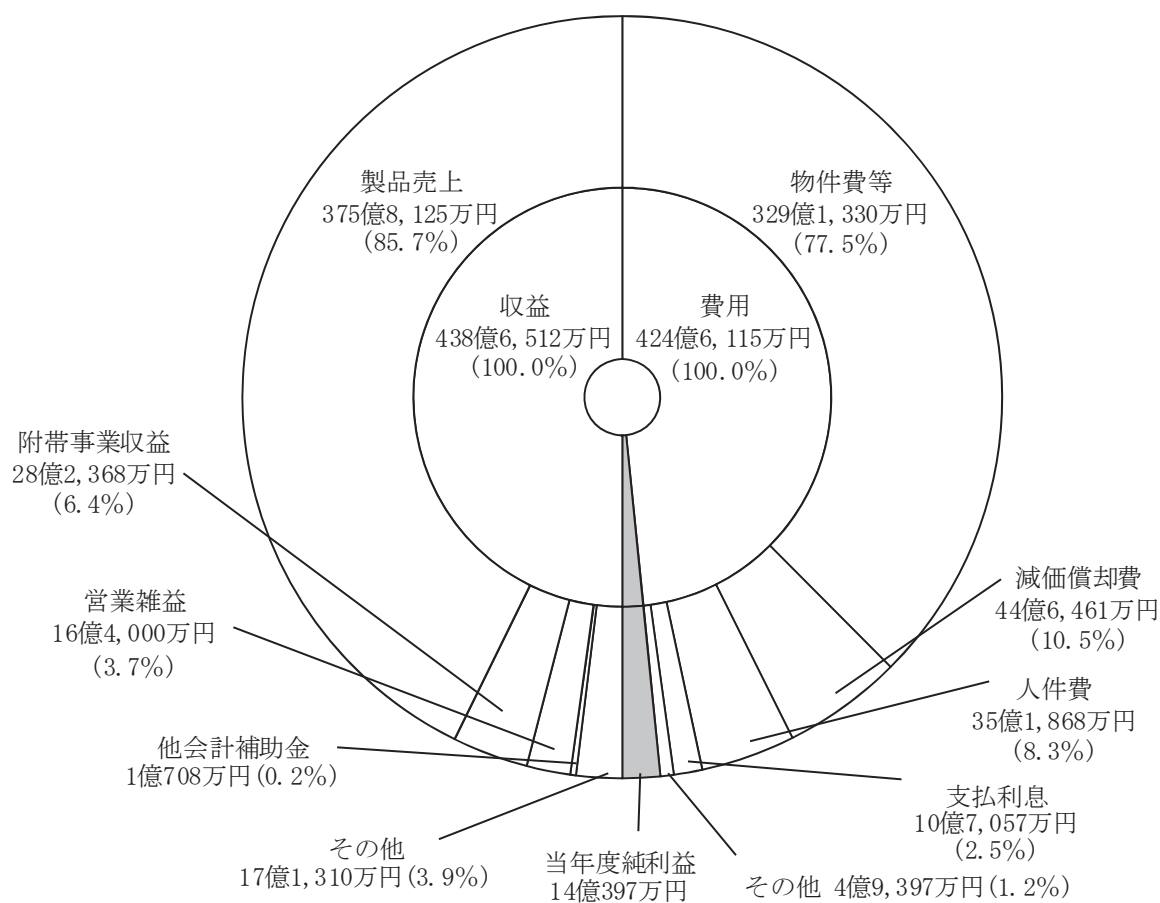 製品売上
375億8,125万円
(85.7%)
物件費等
329億1,330万円
(77.5%)
収益
438億6,512万円
(100.0%)
費用
424億6,115万円
(100.0%)
附帯事業収益
28億2,368万円
(6.4%)
営業雑益
16億4,000万円
(3.7%)
他会計補助金
1億708万円(0.2%)
その他
17億1,310万円(3.9%)
当年度純利益
14億397万円
減価償却費
44億6,461万円
(10.5%)
人件費
35億1,868万円
(8.3%)
支払利息
10億7,057万円
(2.5%)
その他 4億9,397万円(1.2%)